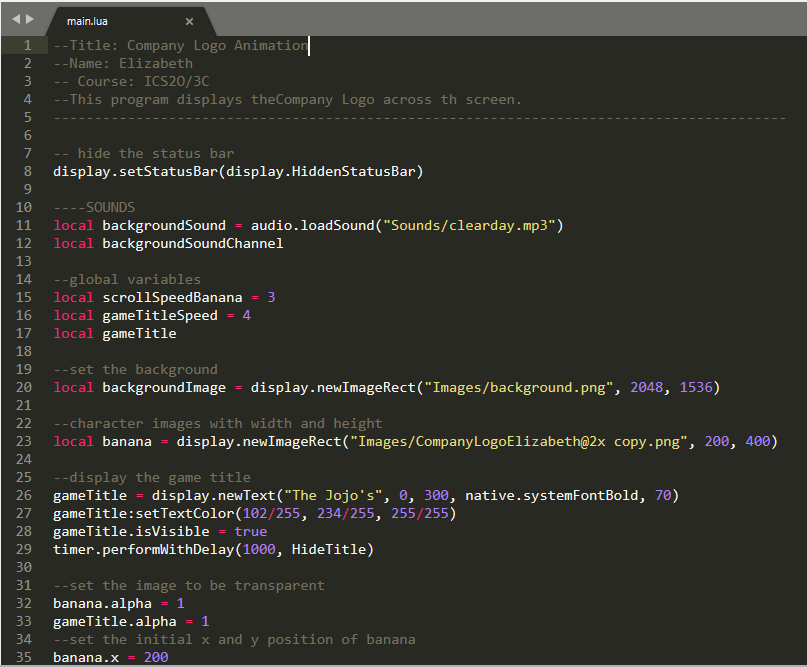 main.lua
1 --Title: Company Logo Animation
2 --Name: Elizabeth
3 -- Course: ICS2O/3C
4 --This program displays theCompany Logo across th screen.
5 -----------------------------------------------------------------------------------------
6
7 -- hide the status bar
8 display.setStatusBar(display.HiddenStatusBar)
9
10 ----SOUNDS
11 local backgroundSound = audio.loadSound("Sounds/clearday.mp3")
12 local backgroundSoundChannel
13
14 --global variables
15 local scrollSpeedBanana = 3
16 local gameTitleSpeed = 4
17 local gameTitle
18
19 --set the background
20 local backgroundImage = display.newImageRect("Images/background.png", 2048, 1536)
21
22 --character images with width and height
23 local banana = display.newImageRect("Images/CompanyLogoElizabeth@2x copy.png", 200, 400)
24
25 --display the game title
26 gameTitle = display.newText("The Jojo's", 0, 300, native.systemFontBold, 70)
27 gameTitle:setTextColor(102/255, 234/255, 255/255)
28 gameTitle.isVisible = true
29 timer.performWithDelay(1000, HideTitle)
30
31 --set the image to be transparent
32 banana.alpha = 1
33 gameTitle.alpha = 1
34 --set the initial x and y position of banana
35 banana.x = 200